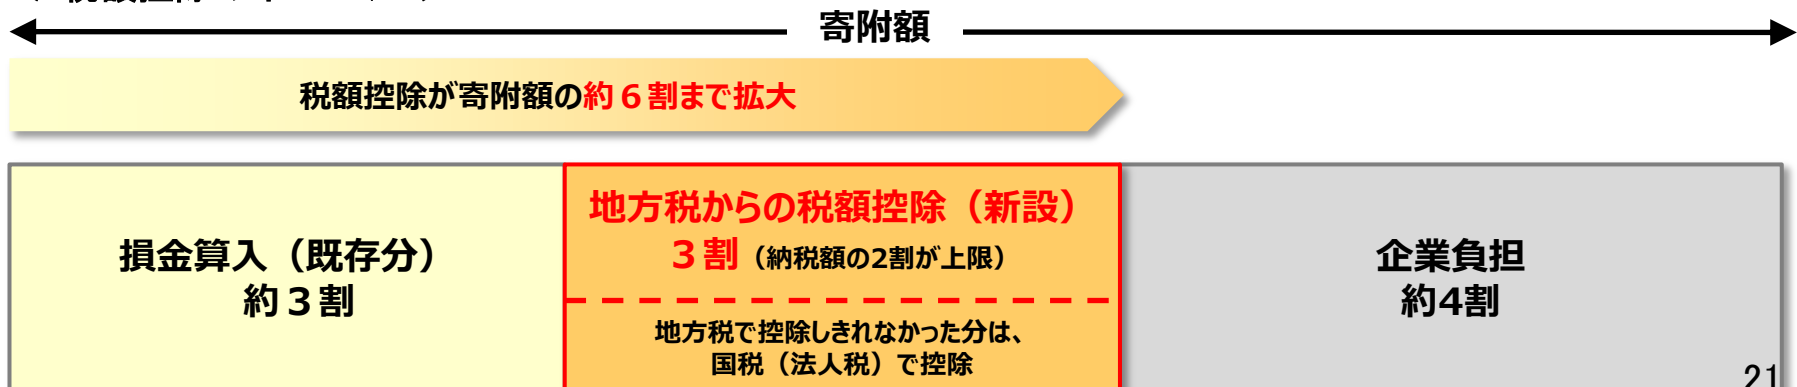 寄附額
税額控除が寄附額の約６割まで拡大
損金算入（既存分）
約３割
地方税からの税額控除（新設）
３割（納税額の2割が上限）
地方税で控除しきれなかった分は、
国税（法人税）で控除
企業負担
約4割
21